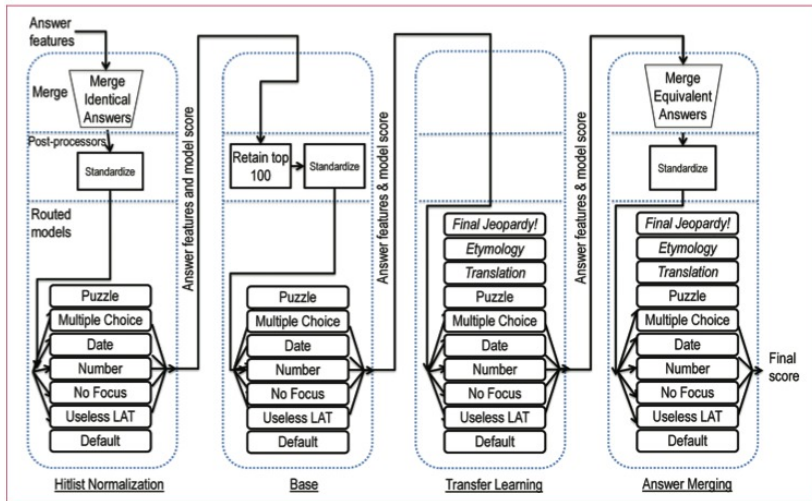 Answer
features
Merge
Merge
Identical
Answers
Post-processors
Standardize
Routed
models
Puzzle
Multiple Choice
Date
Number
No Focus
Useless LAT
Default
Hitlist Normalization
Answer features and model score
Retain top
100
Standardize
Puzzle
Multiple Choice
Date
Number
No Focus
Useless LAT
Default
Base
Answer features & model score
Final Jeopardy!
Etymology
Translation
Puzzle
Multiple Choice
Date
Number
No Focus
Useless LAT
Default
Transfer Learning
Answer features & model score
Merge
Equivalent
Answers
Standardize
Final Jeopardy!
Etymology
Translation
Puzzle
Multiple Choice
Date
Number
No Focus
Useless LAT
Default
Answer Merging
Final
score